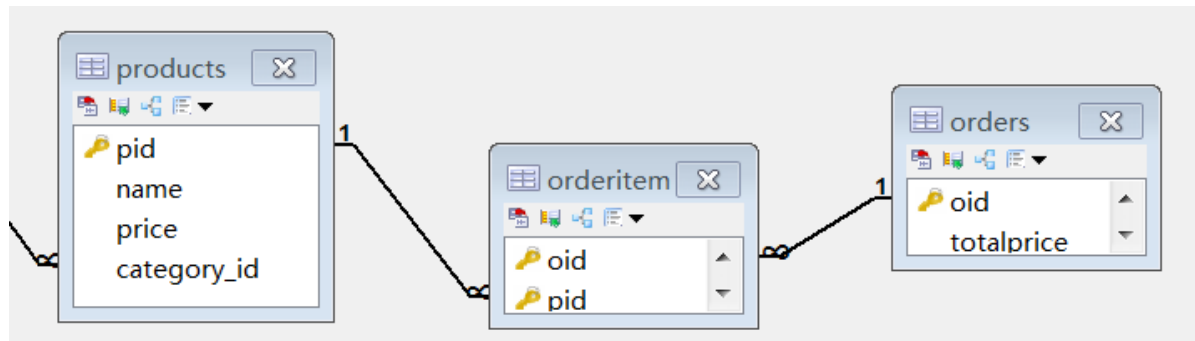 products
pid
name
price
category_id
1
∞
∞
orderitem
oid
pid
∞
1
orders
oid
totalprice